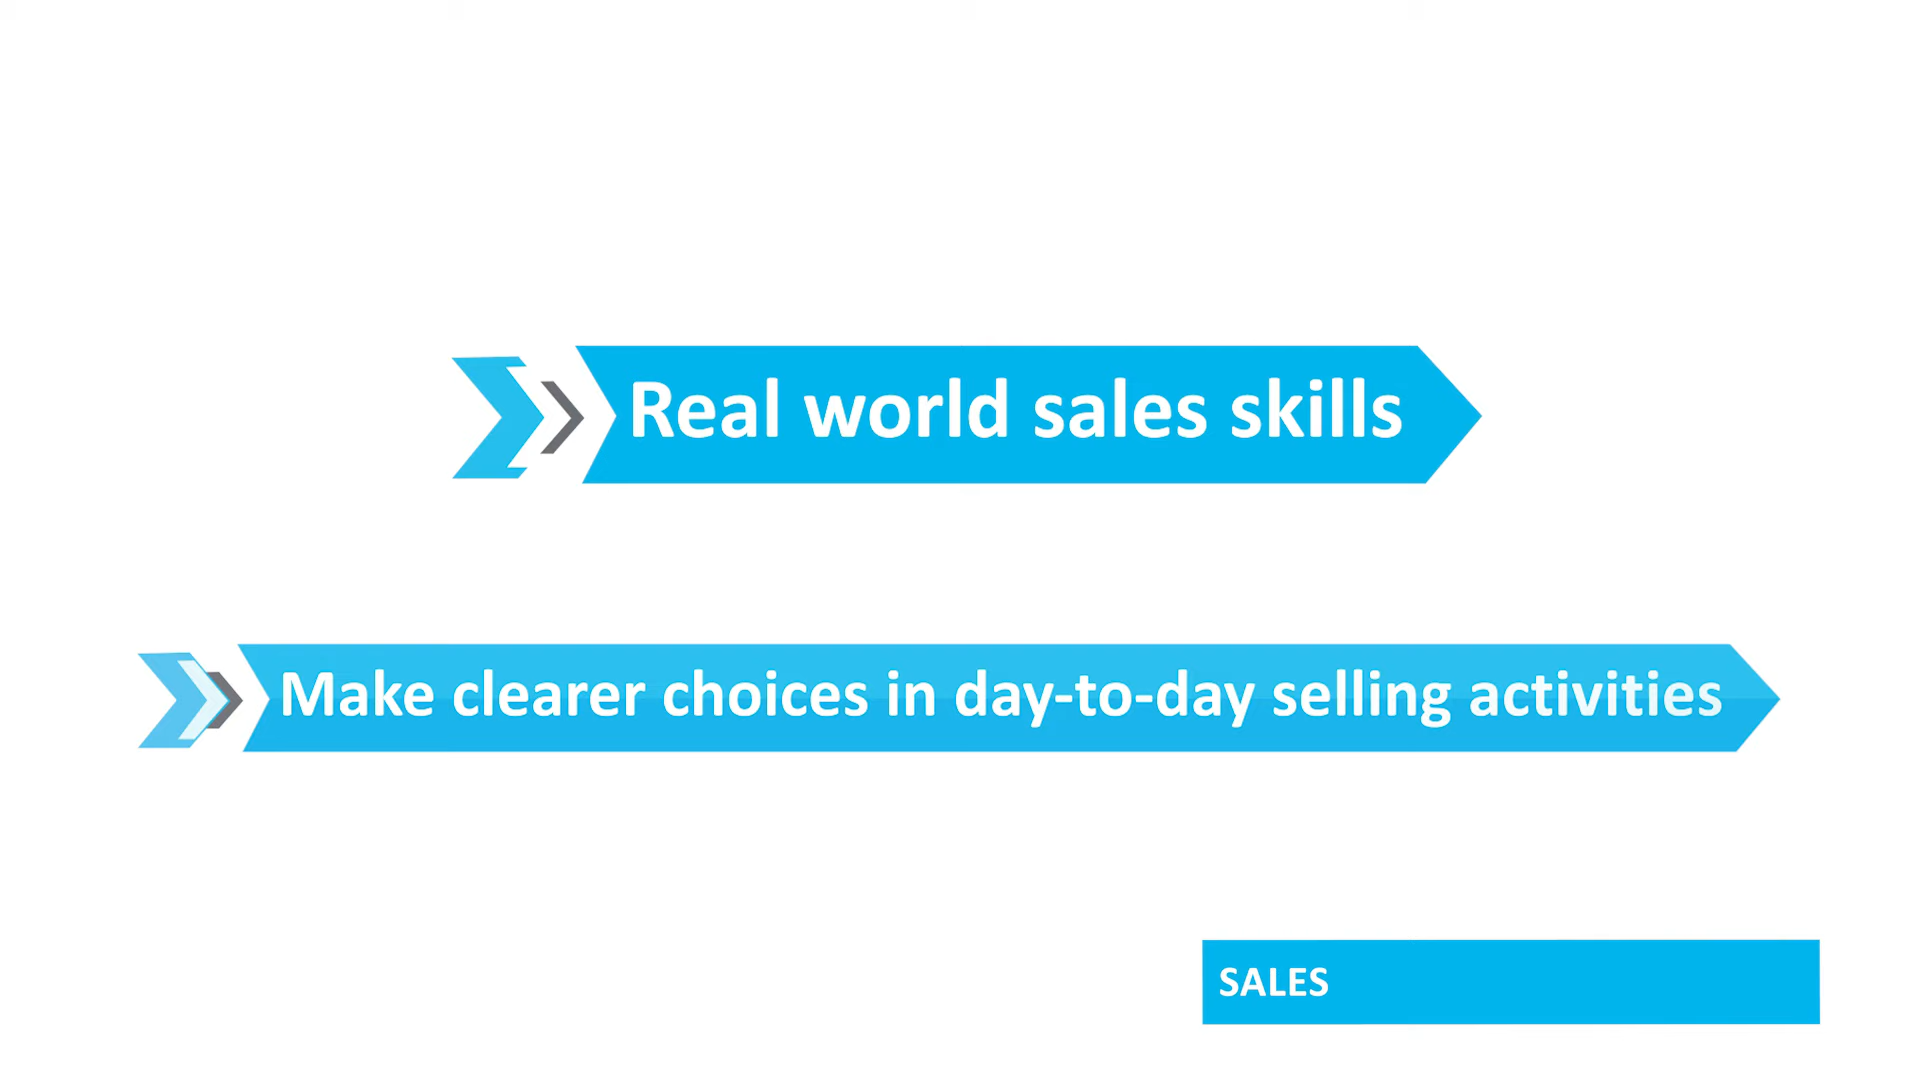 Real world sales skills
Make clearer choices in day-to-day selling activities
SALES